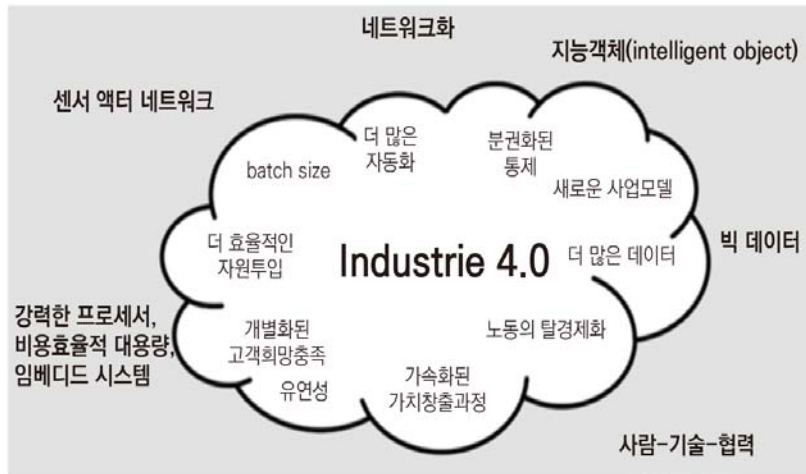 네트워크화
지능객체(intelligent object)
센서 액터 네트워크
더 많은
자동화
분권화된
통제
batch size
새로운 사업모델
더 효율적인
자원투입
Industrie 4.0
더 많은 데이터
빅 데이터
강력한 프로세서,
비용효율적 대용량,
임베디드 시스템
개별화된
고객희망충족
유연성
노동의 탈경제화
가속화된
가치창출과정
사람-기술-협력